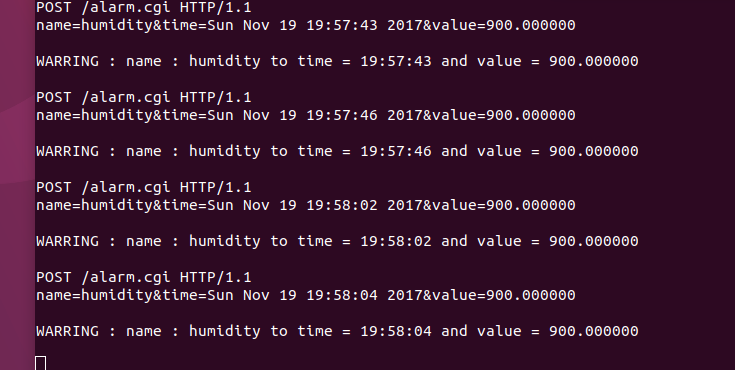 POST /alarm.cgi HTTP/1.1
name=humidity&time=Sun Nov 19 19:57:43 2017&value=900.000000
WARRING : name : humidity to time = 19:57:43 and value = 900.000000
POST /alarm.cgi HTTP/1.1
name=humidity&time=Sun Nov 19 19:57:46 2017&value=900.000000
WARRING : name : humidity to time = 19:57:46 and value = 900.000000
POST /alarm.cgi HTTP/1.1
name=humidity&time=Sun Nov 19 19:58:02 2017&value=900.000000
WARRING : name : humidity to time = 19:58:02 and value = 900.000000
POST /alarm.cgi HTTP/1.1
name=humidity&time=Sun Nov 19 19:58:04 2017&value=900.000000
WARRING : name : humidity to time = 19:58:04 and value = 900.000000